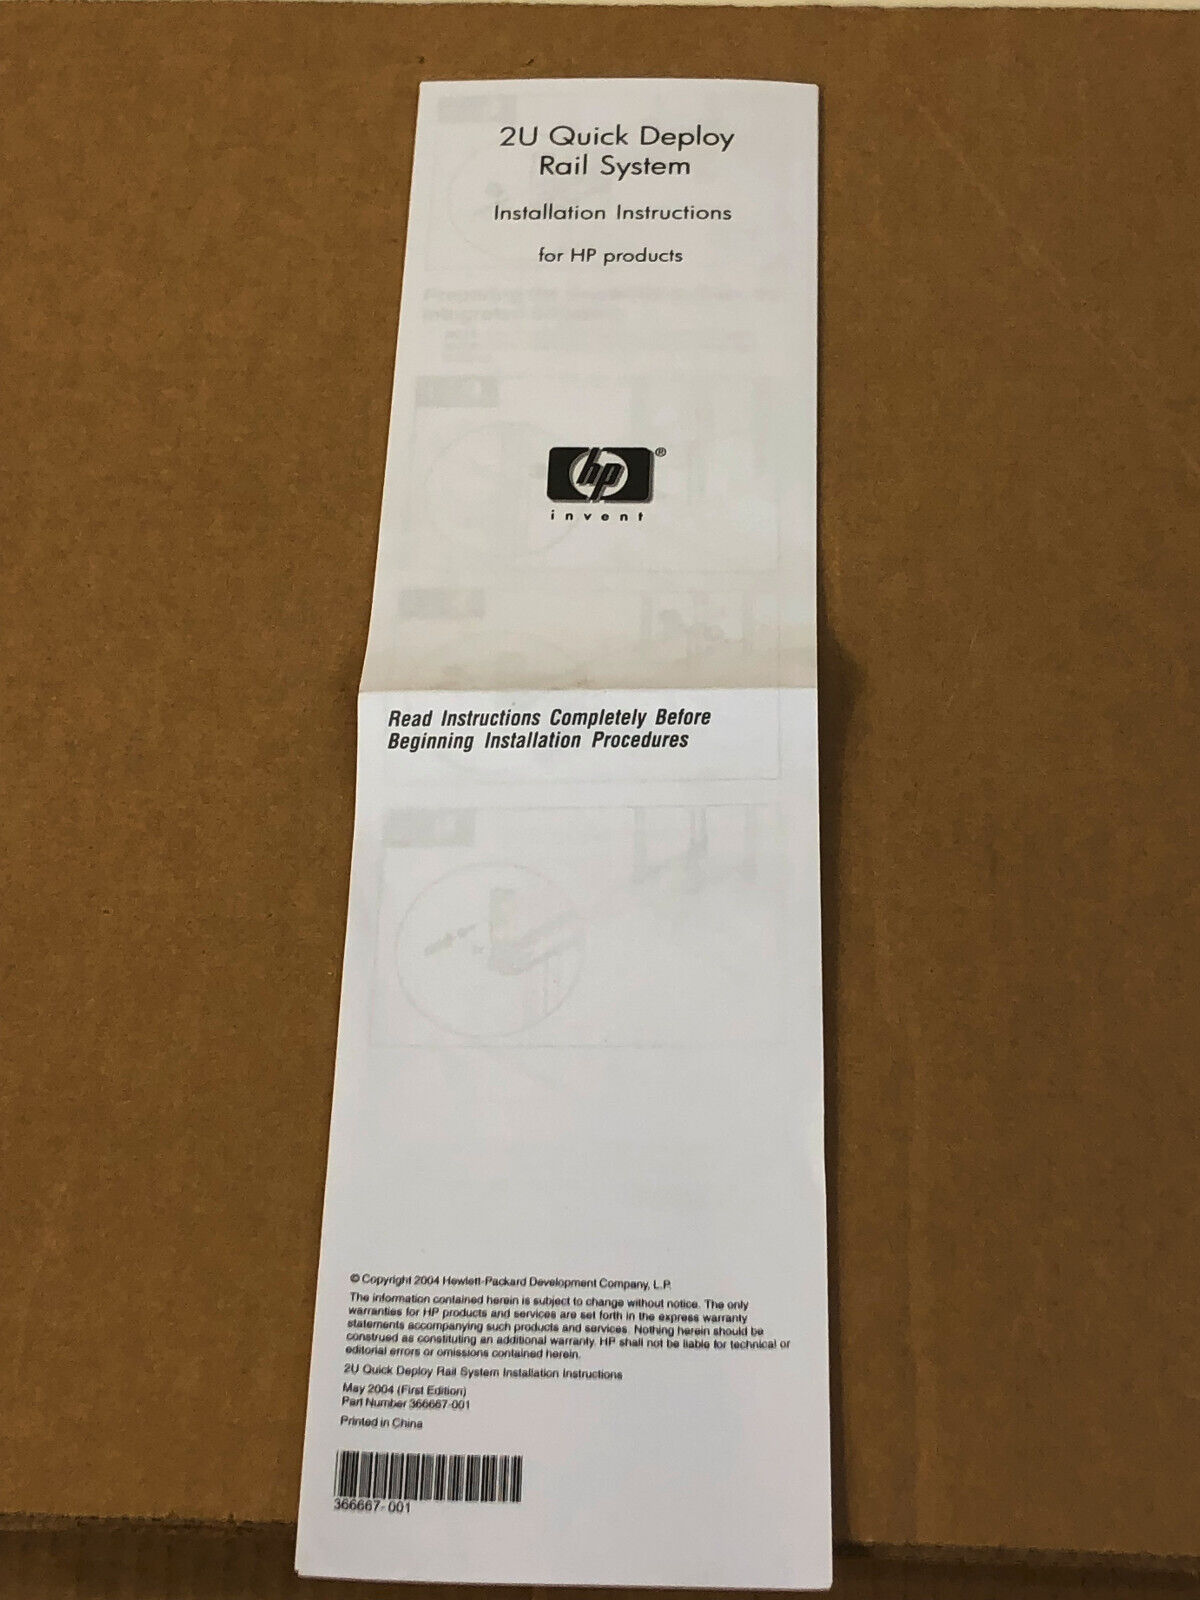 2U Quick Deploy
Rail System
Installation Instructions
for HP products
hp®
invent
Read Instructions Completely Before
Beginning Installation Procedures
© Copyright 2004 Hewlett-Packard Development Company, L.P.
The information contained herein is subject to change without notice. The only
warranties for HP products and services are set forth in the express warranty
statements accompanying such products and services. Nothing herein should be
construed as constituting an additional warranty. HP shall not be liable for technical or
editorial errors or omissions contained herein.
2U Quick Deploy Rail System Installation Instructions
May 2004 (First Edition)
Part Number 366667-001
Printed in China
366667-001